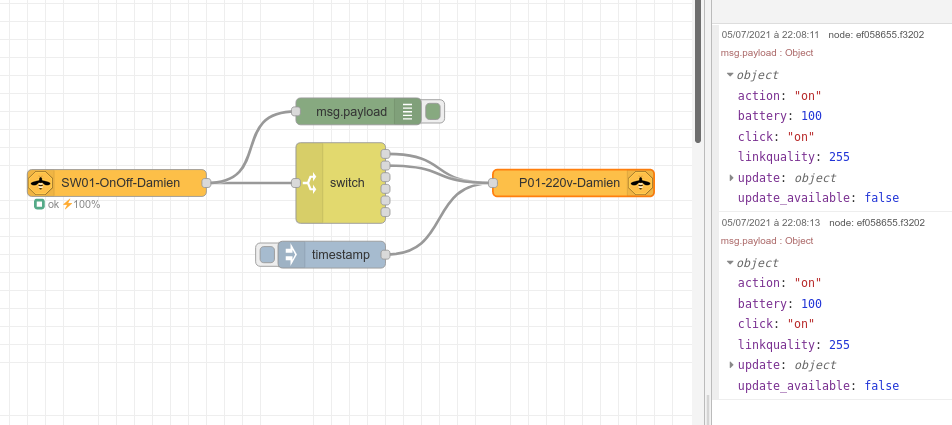 msg.payload
SW01-OnOff-Damien
ok ⚡100%
switch
P01-220v-Damien
timestamp
05/07/2021 à 22:08:11 node: ef058655.f3202
msg.payload : Object
object
action: "on"
battery: 100
click: "on"
linkquality: 255
update: object
update_available: false
05/07/2021 à 22:08:13 node: ef058655.f3202
msg.payload : Object
object
action: "on"
battery: 100
click: "on"
linkquality: 255
update: object
update_available: false